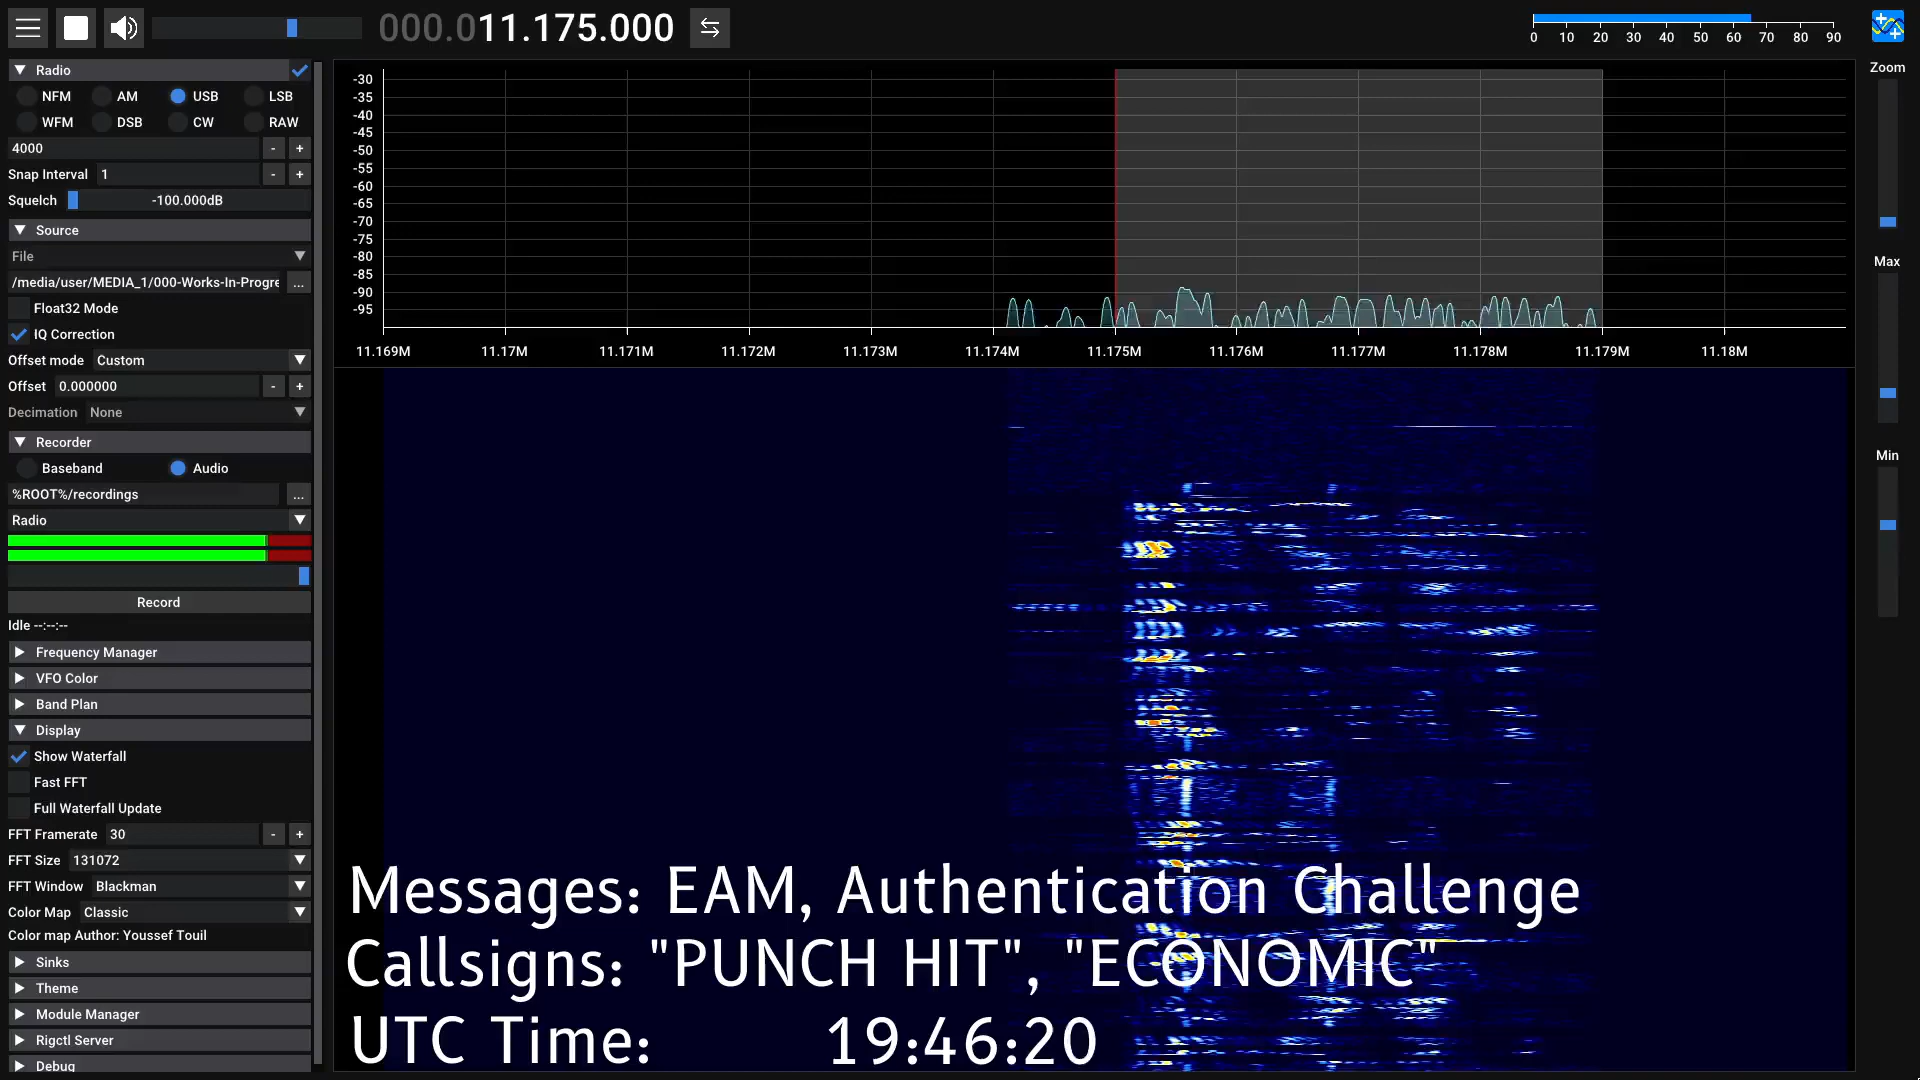 000.011.175.000
0 10 20 30 40 50 60 70 80 90
Radio
NFM AM USB LSB
WFM DSB CW RAW
4000 - +
Snap Interval 1 - +
Squelch -100.000dB
Source
File
/media/user/MEDIA_1/000-Works-In-Progre ...
Float32 Mode
IQ Correction
Offset mode Custom
Offset 0.000000 - +
Decimation None
Recorder
Baseband Audio
%ROOT%/recordings ...
Radio
Record
Idle --:--:--
Frequency Manager
VFO Color
Band Plan
Display
Show Waterfall
Fast FFT
Full Waterfall Update
FFT Framerate 30 - +
FFT Size 131072
FFT Window Blackman
Color Map Classic
Color map Author: Youssef Touil
Sinks
Theme
Module Manager
Rigctl Server
Debug
-30
-35
-40
-45
-50
-55
-60
-65
-70
-75
-80
-85
-90
-95
11.169M 11.17M 11.171M 11.172M 11.173M 11.174M 11.175M 11.176M 11.177M 11.178M 11.179M 11.18M
Messages: EAM, Authentication Challenge
Callsigns: "PUNCH HIT", "ECONOMIC"
UTC Time: 19:46:20
Zoom
Max
Min